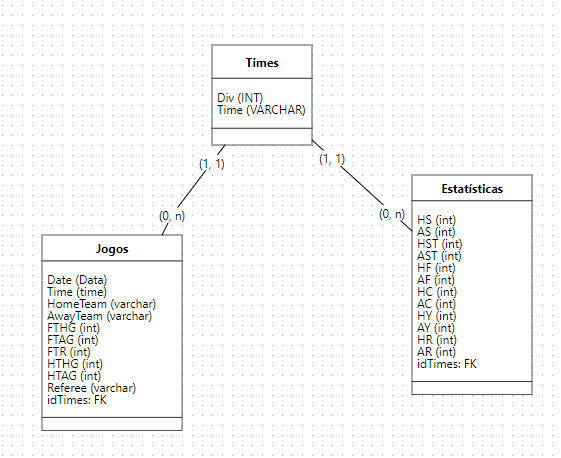 Times
Div (INT)
Time (VARCHAR)
(1, 1)
(1, 1)
(0, n)
(0, n)
Jogos
Date (Data)
Time (time)
HomeTeam (varchar)
AwayTeam (varchar)
FTHG (int)
FTAG (int)
FTR (int)
HTHG (int)
HTAG (int)
Referee (varchar)
idTimes: FK
Estatísticas
HS (int)
AS (int)
HST (int)
AST (int)
HF (int)
AF (int)
HC (int)
AC (int)
HY (int)
AY (int)
HR (int)
AR (int)
idTimes: FK